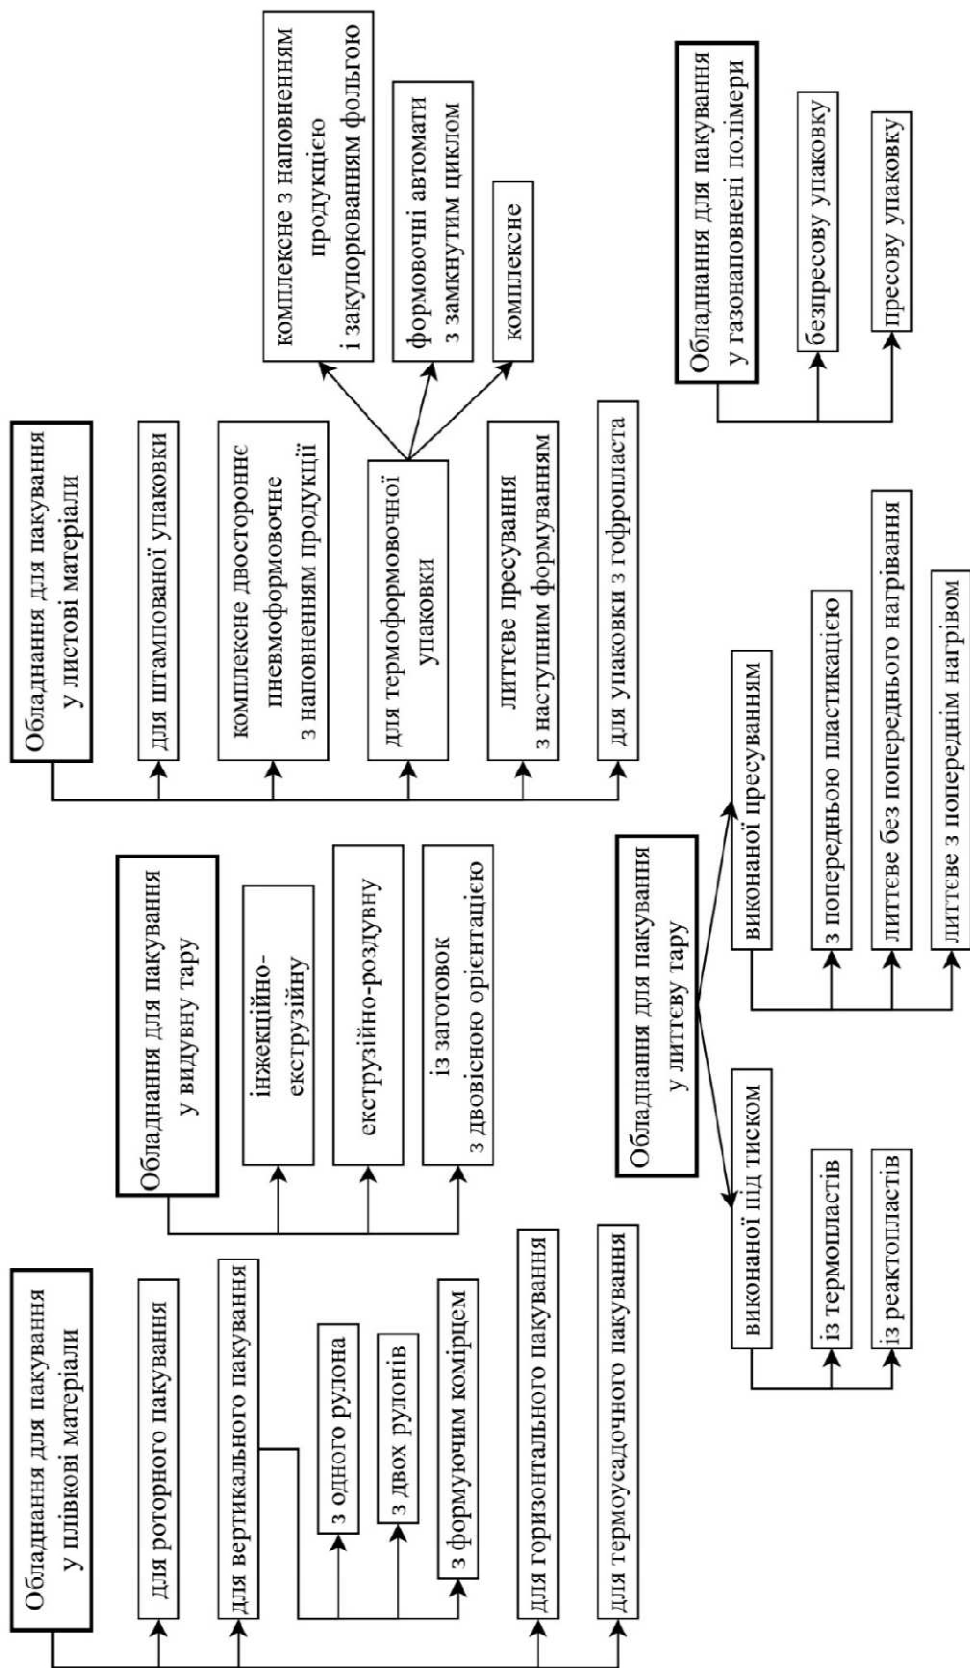 Обладнання для пакування
у плівкові матеріали
для роторного пакування
для вертикального пакування
з одного рулона
з двох рулонів
з формуючим комірцем
для горизонтального пакування
для термоусадочного пакування
Обладнання для пакування
у видувну тару
інжекційно-
екструзійну
екструзійно-роздувну
із заготовок
з двовісною орієнтацією
Обладнання для пакування
у листові матеріали
для штампованої упаковки
комплексне двостороннє
пневмоформовочне
з наповненням продукції
для термоформовочної
упаковки
комплексне з наповненням
продукцією
і закупорюванням фольгою
формовочні автомати
з замкнутим циклом
комплексне
литтєве пресування
з наступним формуванням
для упаковки з гофропласта
Обладнання для пакування
у литтєву тару
виконаної під тиском
із термопластів
із реактопластів
виконаної пресуванням
з попередньою пластикацією
литтєве без попереднього нагрівання
литтєве з попереднім нагрівом
Обладнання для пакування
у газонаповнені полімери
безпресову упаковку
пресову упаковку